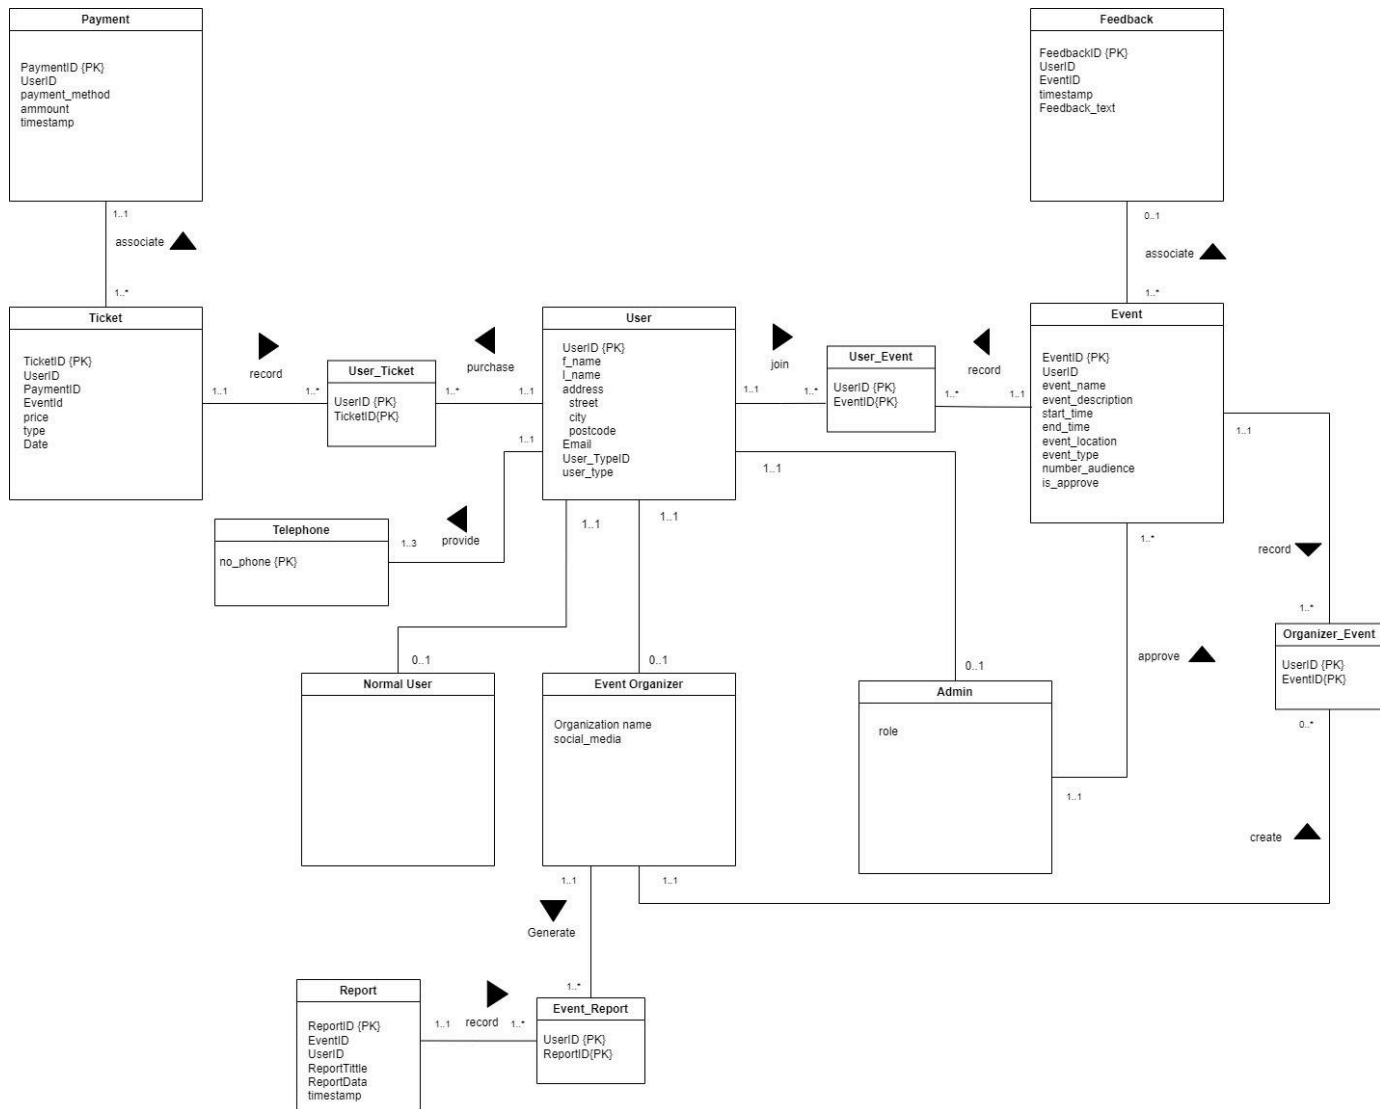 Payment
PaymentID {PK}
UserID
payment_method
ammount
timestamp
Feedback
FeedbackID {PK}
UserID
EventID
timestamp
Feedback_text
1..1
associate
1..*
0..1
associate
1..*
Ticket
TicketID {PK}
UserID
PaymentID
EventId
price
type
Date
record
1..1
1..*
User_Ticket
UserID {PK}
TicketID{PK}
purchase
1..*
1..1
User
UserID {PK}
f_name
l_name
address
street
city
postcode
Email
User_TypeID
user_type
join
1..1
1..*
User_Event
UserID {PK}
EventID{PK}
record
1..*
1..1
Event
EventID {PK}
UserID
event_name
event_description
start_time
end_time
event_location
event_type
number_audience
is_approve
1..1
1..1
1..1
Telephone
no_phone {PK}
1..3
provide
1..1
1..1
1..*
record
1..*
Organizer_Event
UserID {PK}
EventID{PK}
0..*
approve
0..1
0..1
0..1
Normal User
Event Organizer
Organization name
social_media
Admin
role
1..1
create
1..1
1..1
Generate
1..*
Report
ReportID {PK}
EventID
UserID
ReportTittle
ReportData
timestamp
1..1
record
1..*
Event_Report
UserID {PK}
ReportID{PK}